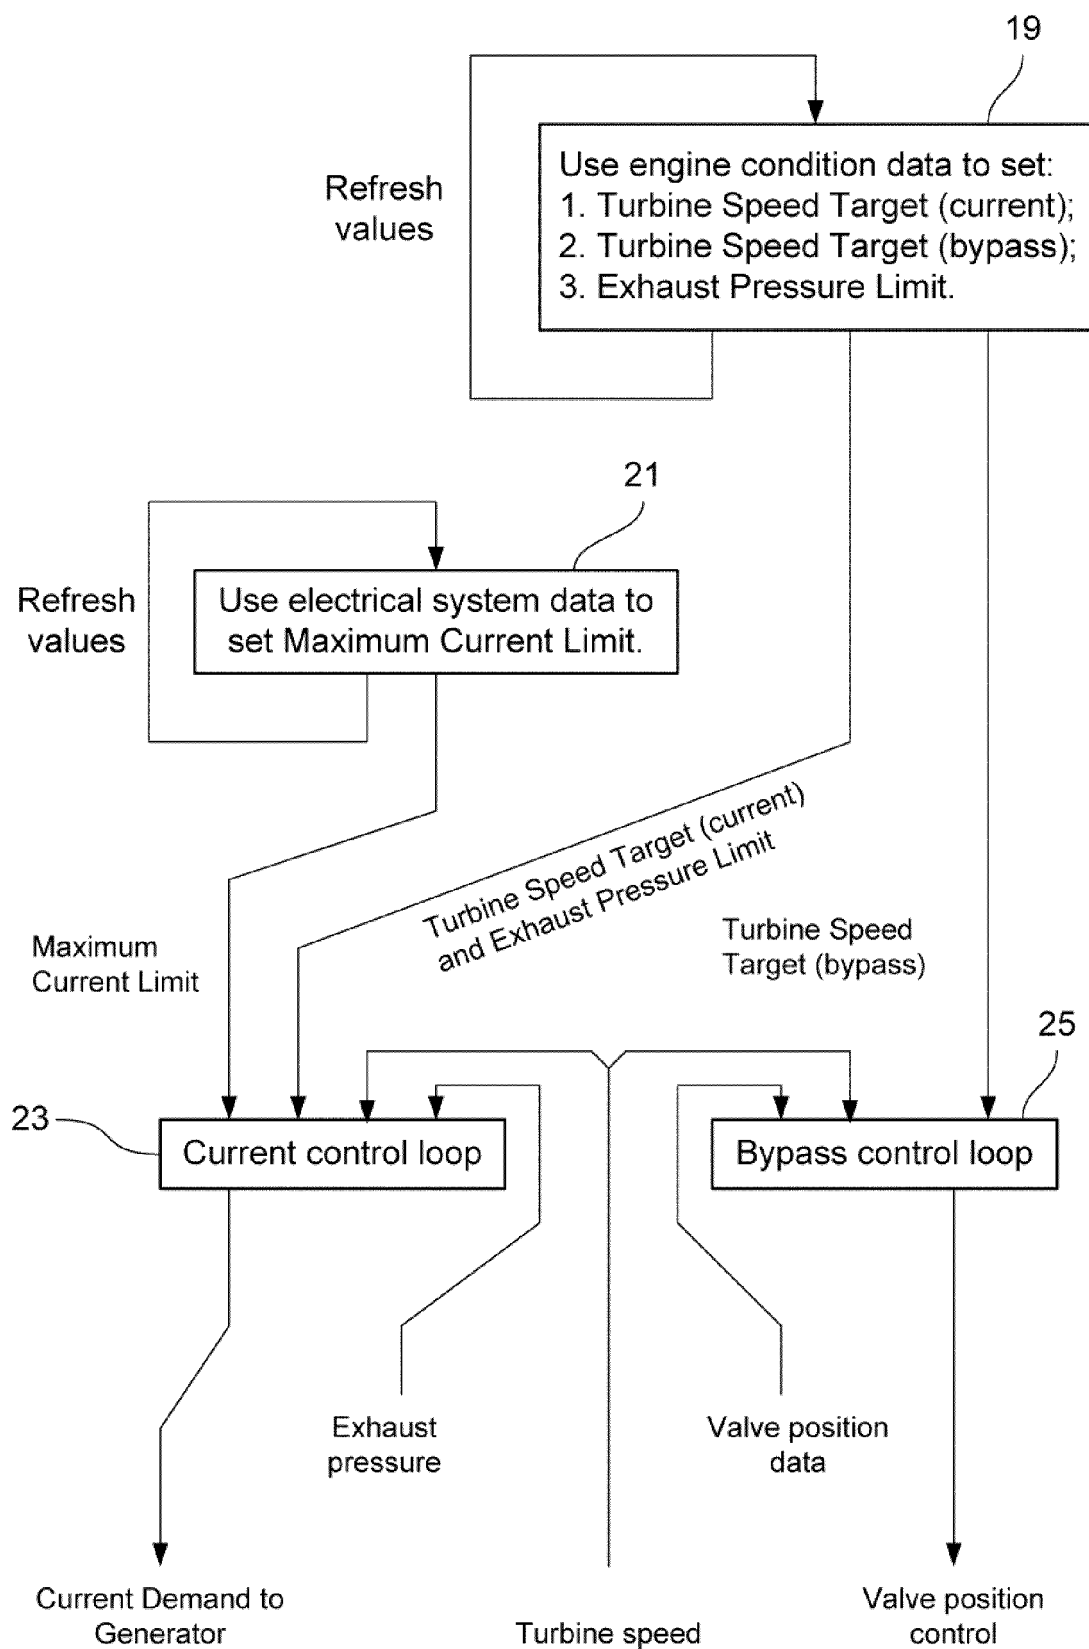 19
Use engine condition data to set:
1. Turbine Speed Target (current);
2. Turbine Speed Target (bypass);
3. Exhaust Pressure Limit.
Refresh
values
21
Use electrical system data to
set Maximum Current Limit.
Refresh
values
Turbine Speed Target (current)
and Exhaust Pressure Limit
Maximum
Current Limit
Turbine Speed
Target (bypass)
25
23
Current control loop
Bypass control loop
Exhaust
pressure
Valve position
data
Current Demand to
Generator
Turbine speed
Valve position
control